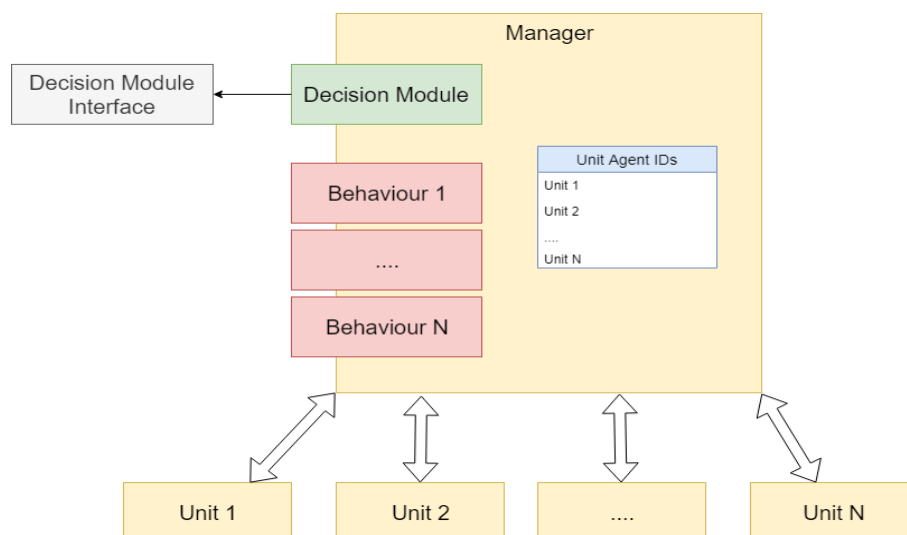 Manager
Decision Module
Interface
Decision Module
Unit Agent IDs
Behaviour 1
Unit 1
Unit 2
....
....
Unit N
Behaviour N
Unit 1
Unit 2
....
Unit N